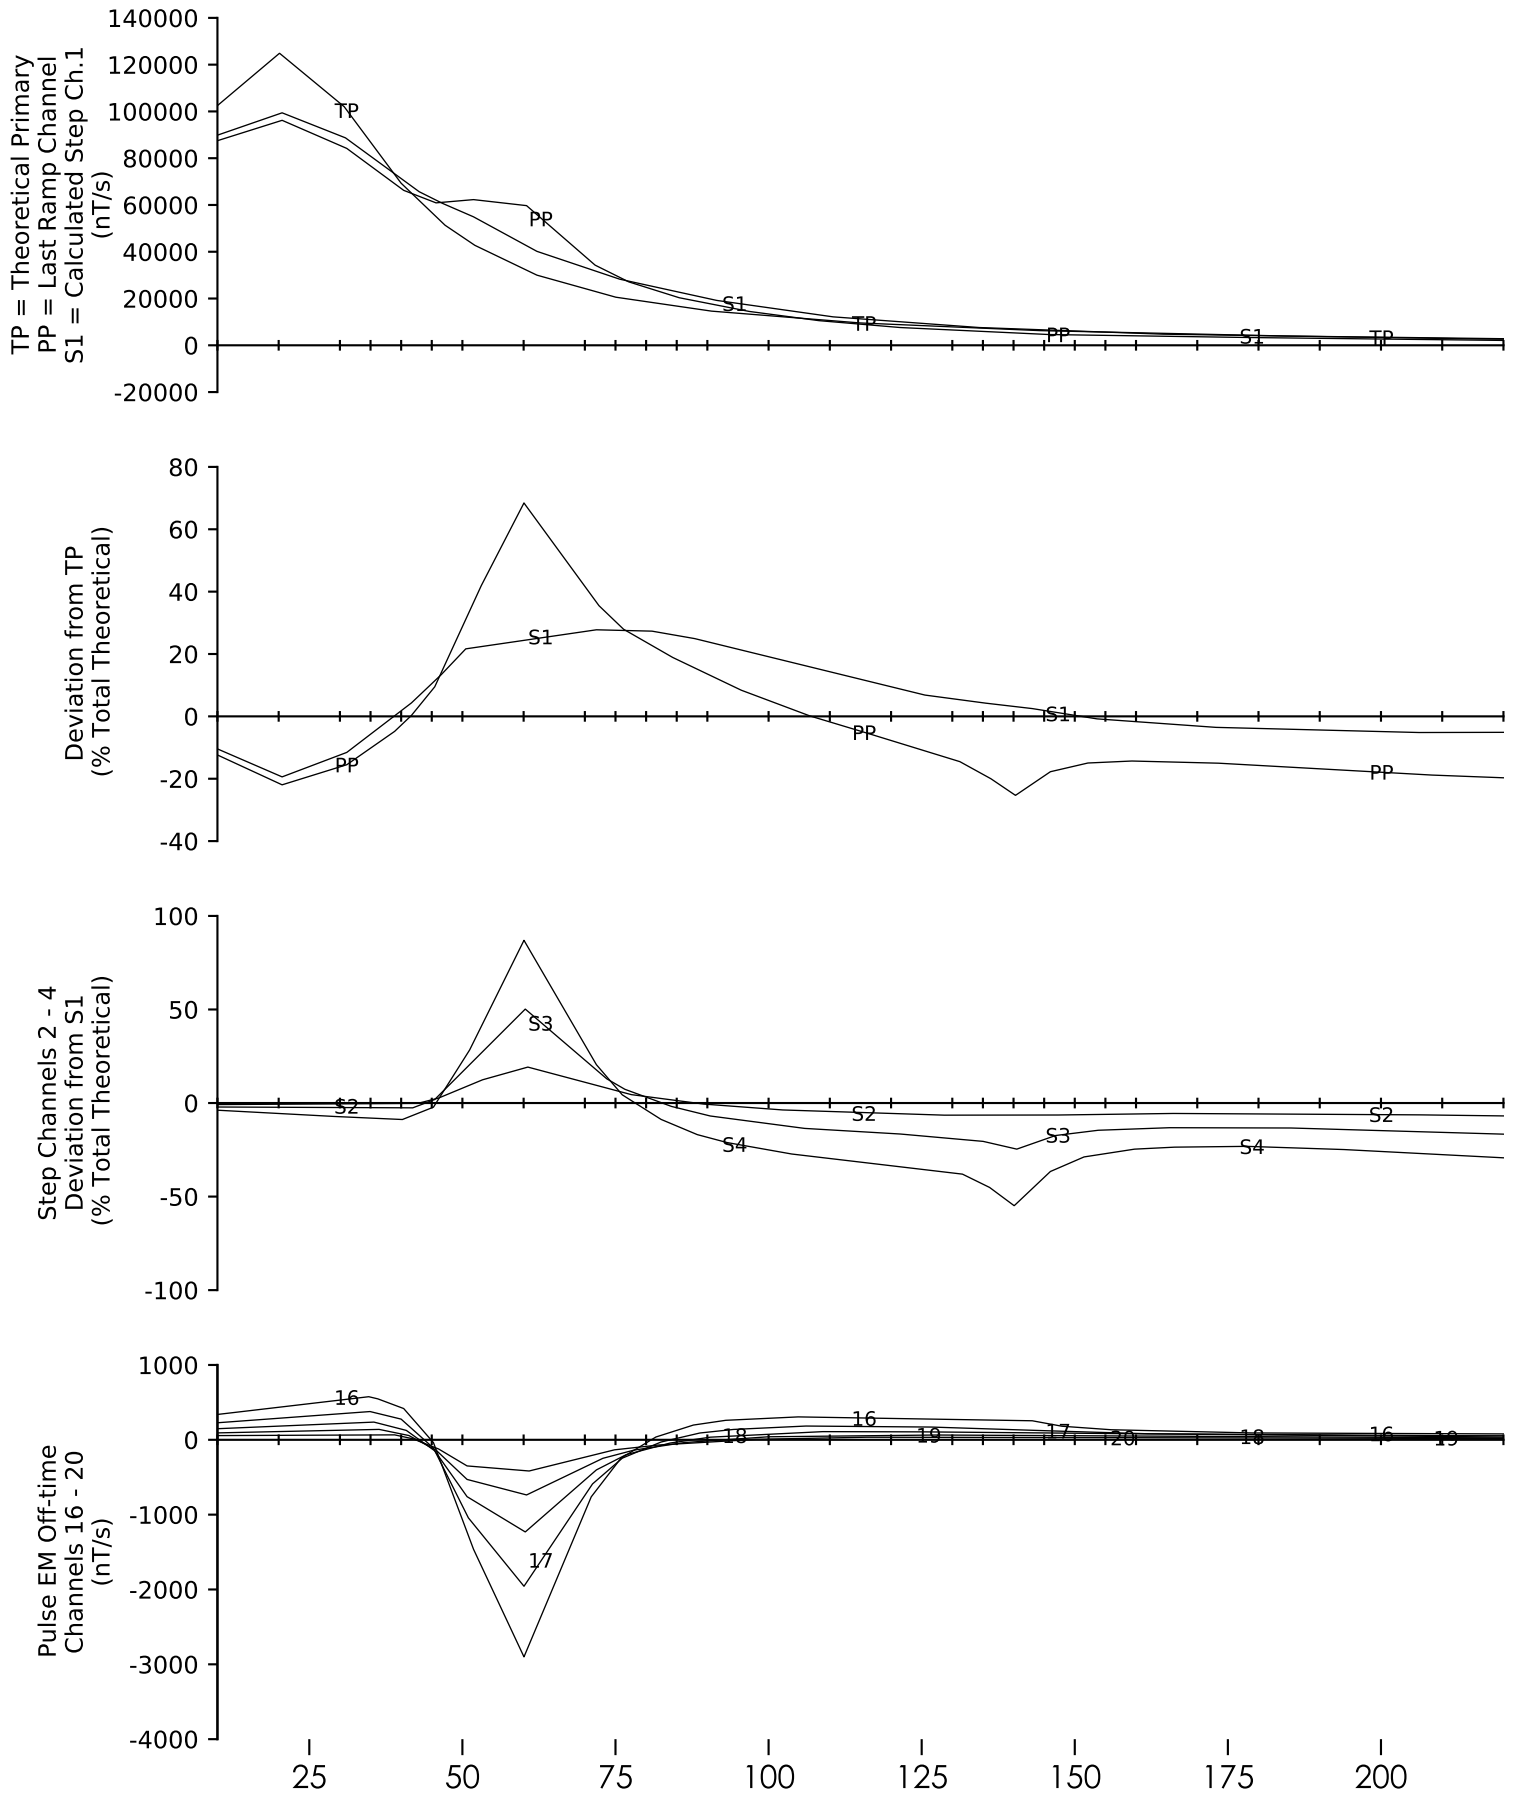 TP = Theoretical Primary
PP = Last Ramp Channel
S1 = Calculated Step Ch.1
(nT/s)
140000
120000
100000
80000
60000
40000
20000
0
-20000
TP
PP
S1
TP
PP
S1
TP
Deviation from TP
(% Total Theoretical)
80
60
40
20
0
-20
-40
S1
S1
PP
PP
PP
Step Channels 2 - 4
Deviation from S1
(% Total Theoretical)
100
50
0
-50
-100
S3
S2
S2
S2
S4
S3
S4
Pulse EM Off-time
Channels 16 - 20
(nT/s)
1000
0
-1000
-2000
-3000
-4000
16
17
18
16
19
17
20
18
16
19
25 50 75 100 125 150 175 200